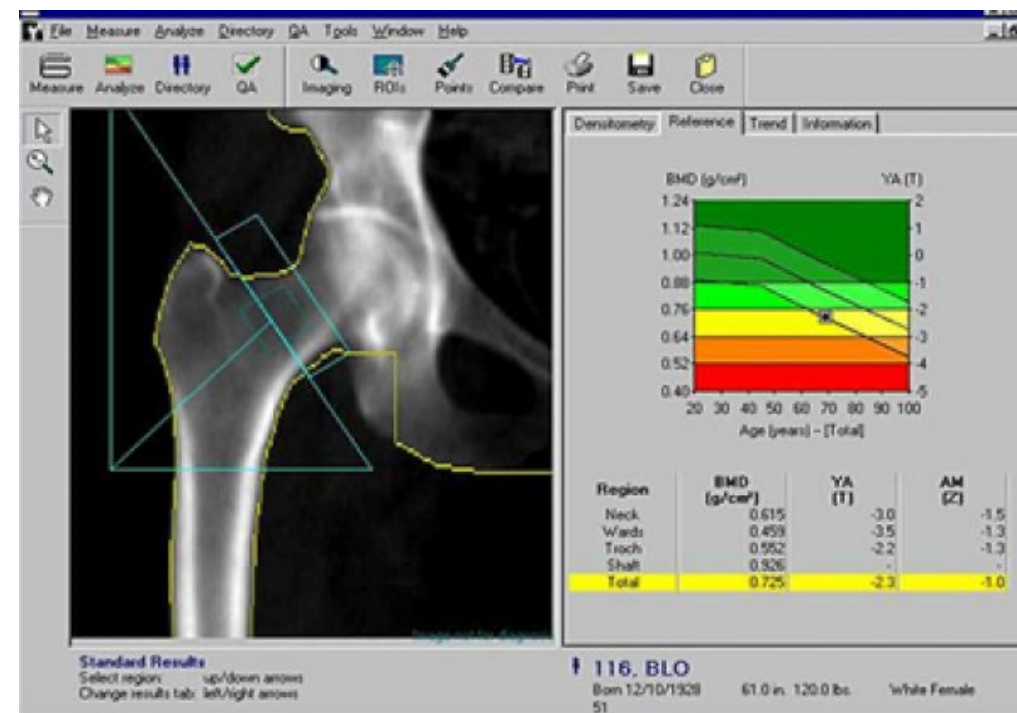 File Measure Analyze Directory QA Tools Window Help
Measure Analyze Directory QA Imaging ROIs Points Compare Print Save Close
Densitometry Reference Trend Information
BMD (g/cm²) YA (T)
1.24 2
1.12 1
1.00 0
0.88 -1
0.76 -2
0.64 -3
0.52 -4
0.40 -5
20 30 40 50 60 70 80 90 100
Age (years) - (Total)
Region BMD (g/cm²) YA (T) AM (Z)
Neck 0.615 -3.0 -1.5
Wards 0.459 -3.5 -1.3
Troch 0.552 -2.2 -1.3
Shaft 0.926 - -
Total 0.725 -2.3 -1.0
Image not for diagnosis
Standard Results
Select region: up/down arrows
Change results tab: left/right arrows
116, BLO
Born 12/10/1928 61.0 in. 120.0 lbs. White Female
51